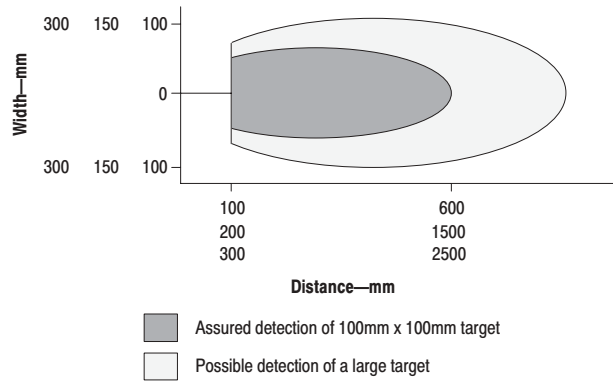 300 150 100
Width—mm
0
300 150 100
100 600
200 1500
300 2500
Distance—mm
Assured detection of 100mm x 100mm target
Possible detection of a large target